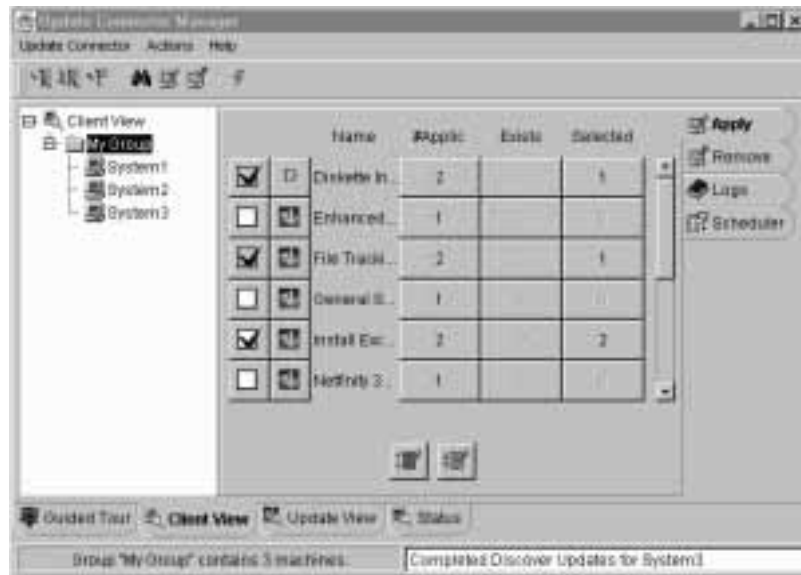 Update Connector Manager
Update Connector Actions Help
Client View
My Group
System1
System2
System3
Name #Applic Exists Selected
Diskette In... 2 1
Enhanced... 1
File Tracki... 2 1
General S... 1
Install Exc... 2 2
Netfinity 3... 1
Apply
Remove
Logs
Scheduler
Guided Tour Client View Update View Status
Group "My Group" contains 3 machines. Completed Discover Updates for System3.